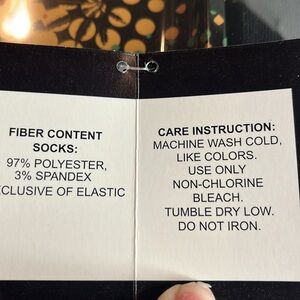 FIBER CONTENT
SOCKS:
97% POLYESTER,
3% SPANDEX
CLUSIVE OF ELASTIC
CARE INSTRUCTION:
MACHINE WASH COLD,
LIKE COLORS.
USE ONLY
NON-CHLORINE
BLEACH.
TUMBLE DRY LOW.
DO NOT IRON.